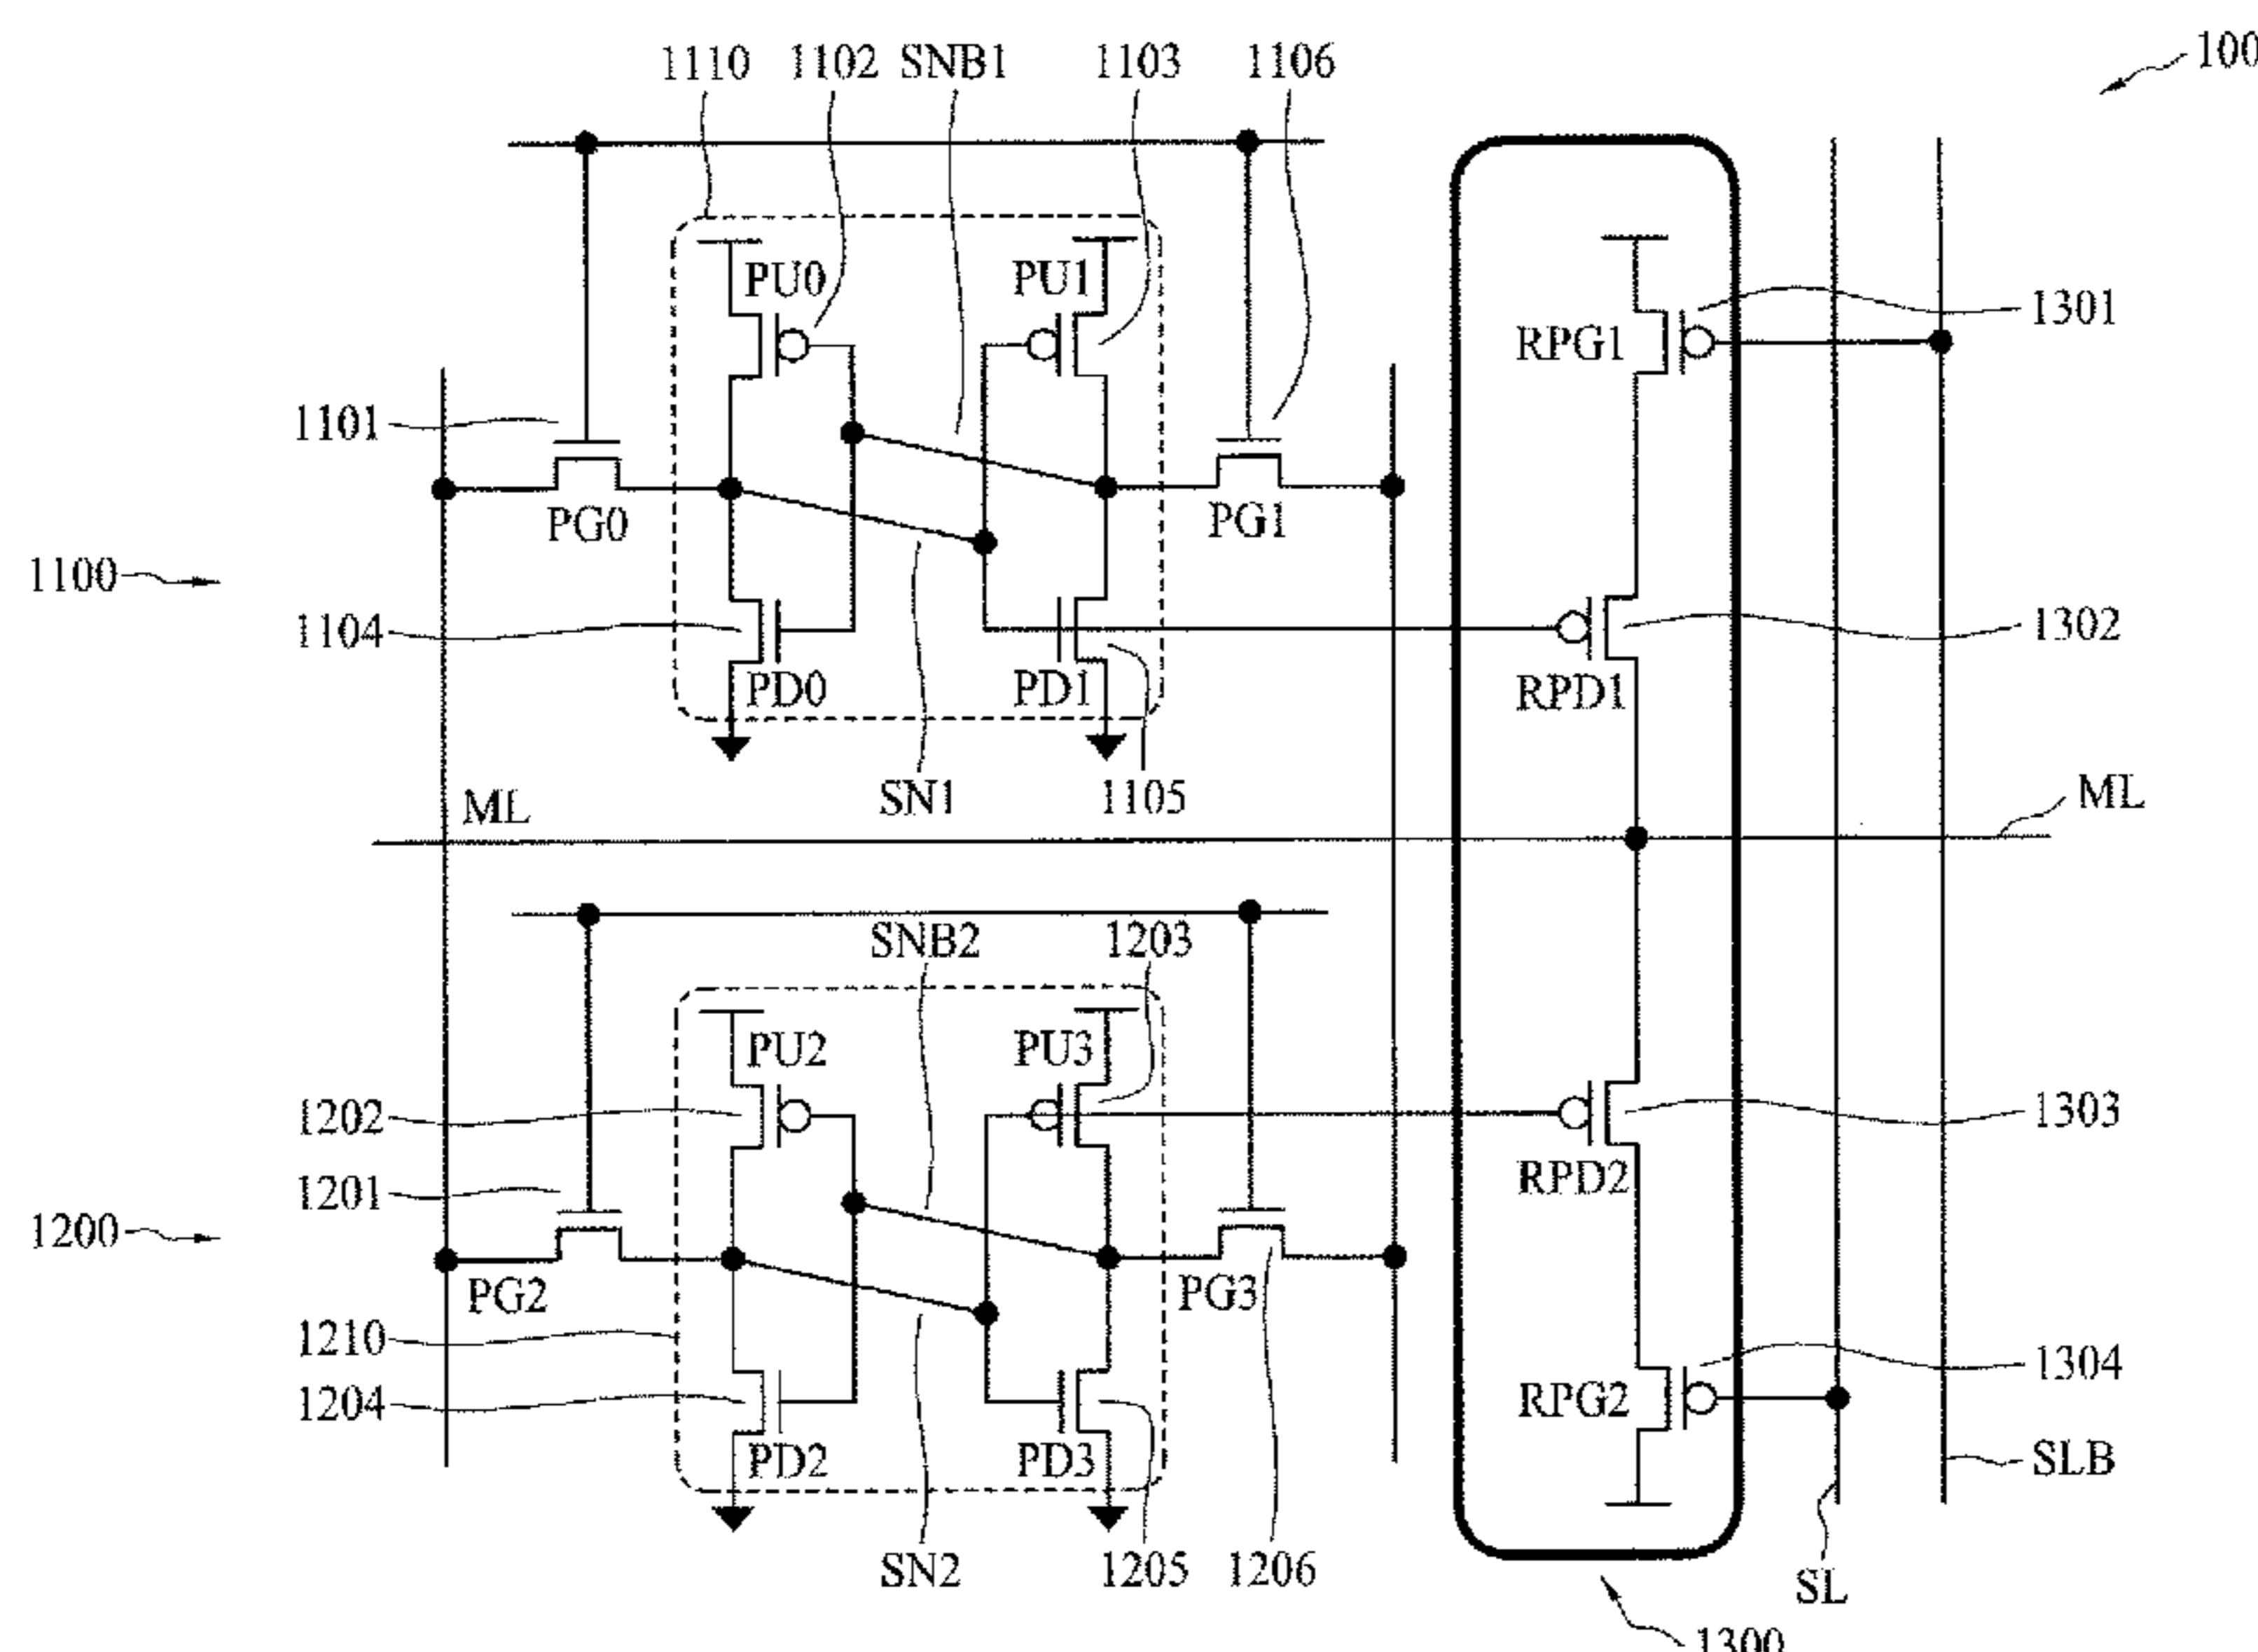 100
1110 1102 SNB1 1103 1106
PU0 PU1
RPG1 1301
1101
PG0 PG1
1100
1104 1302
PD0 PD1 RPD1
SN1 1105
ML ML
SNB2 1203
PU2 PU3
1202 1303
RPD2
1201
1200
PG2 PG3
1210
1204 RPG2 1304
PD2 PD3 SLB
SN2 1205 1206 SL
1300